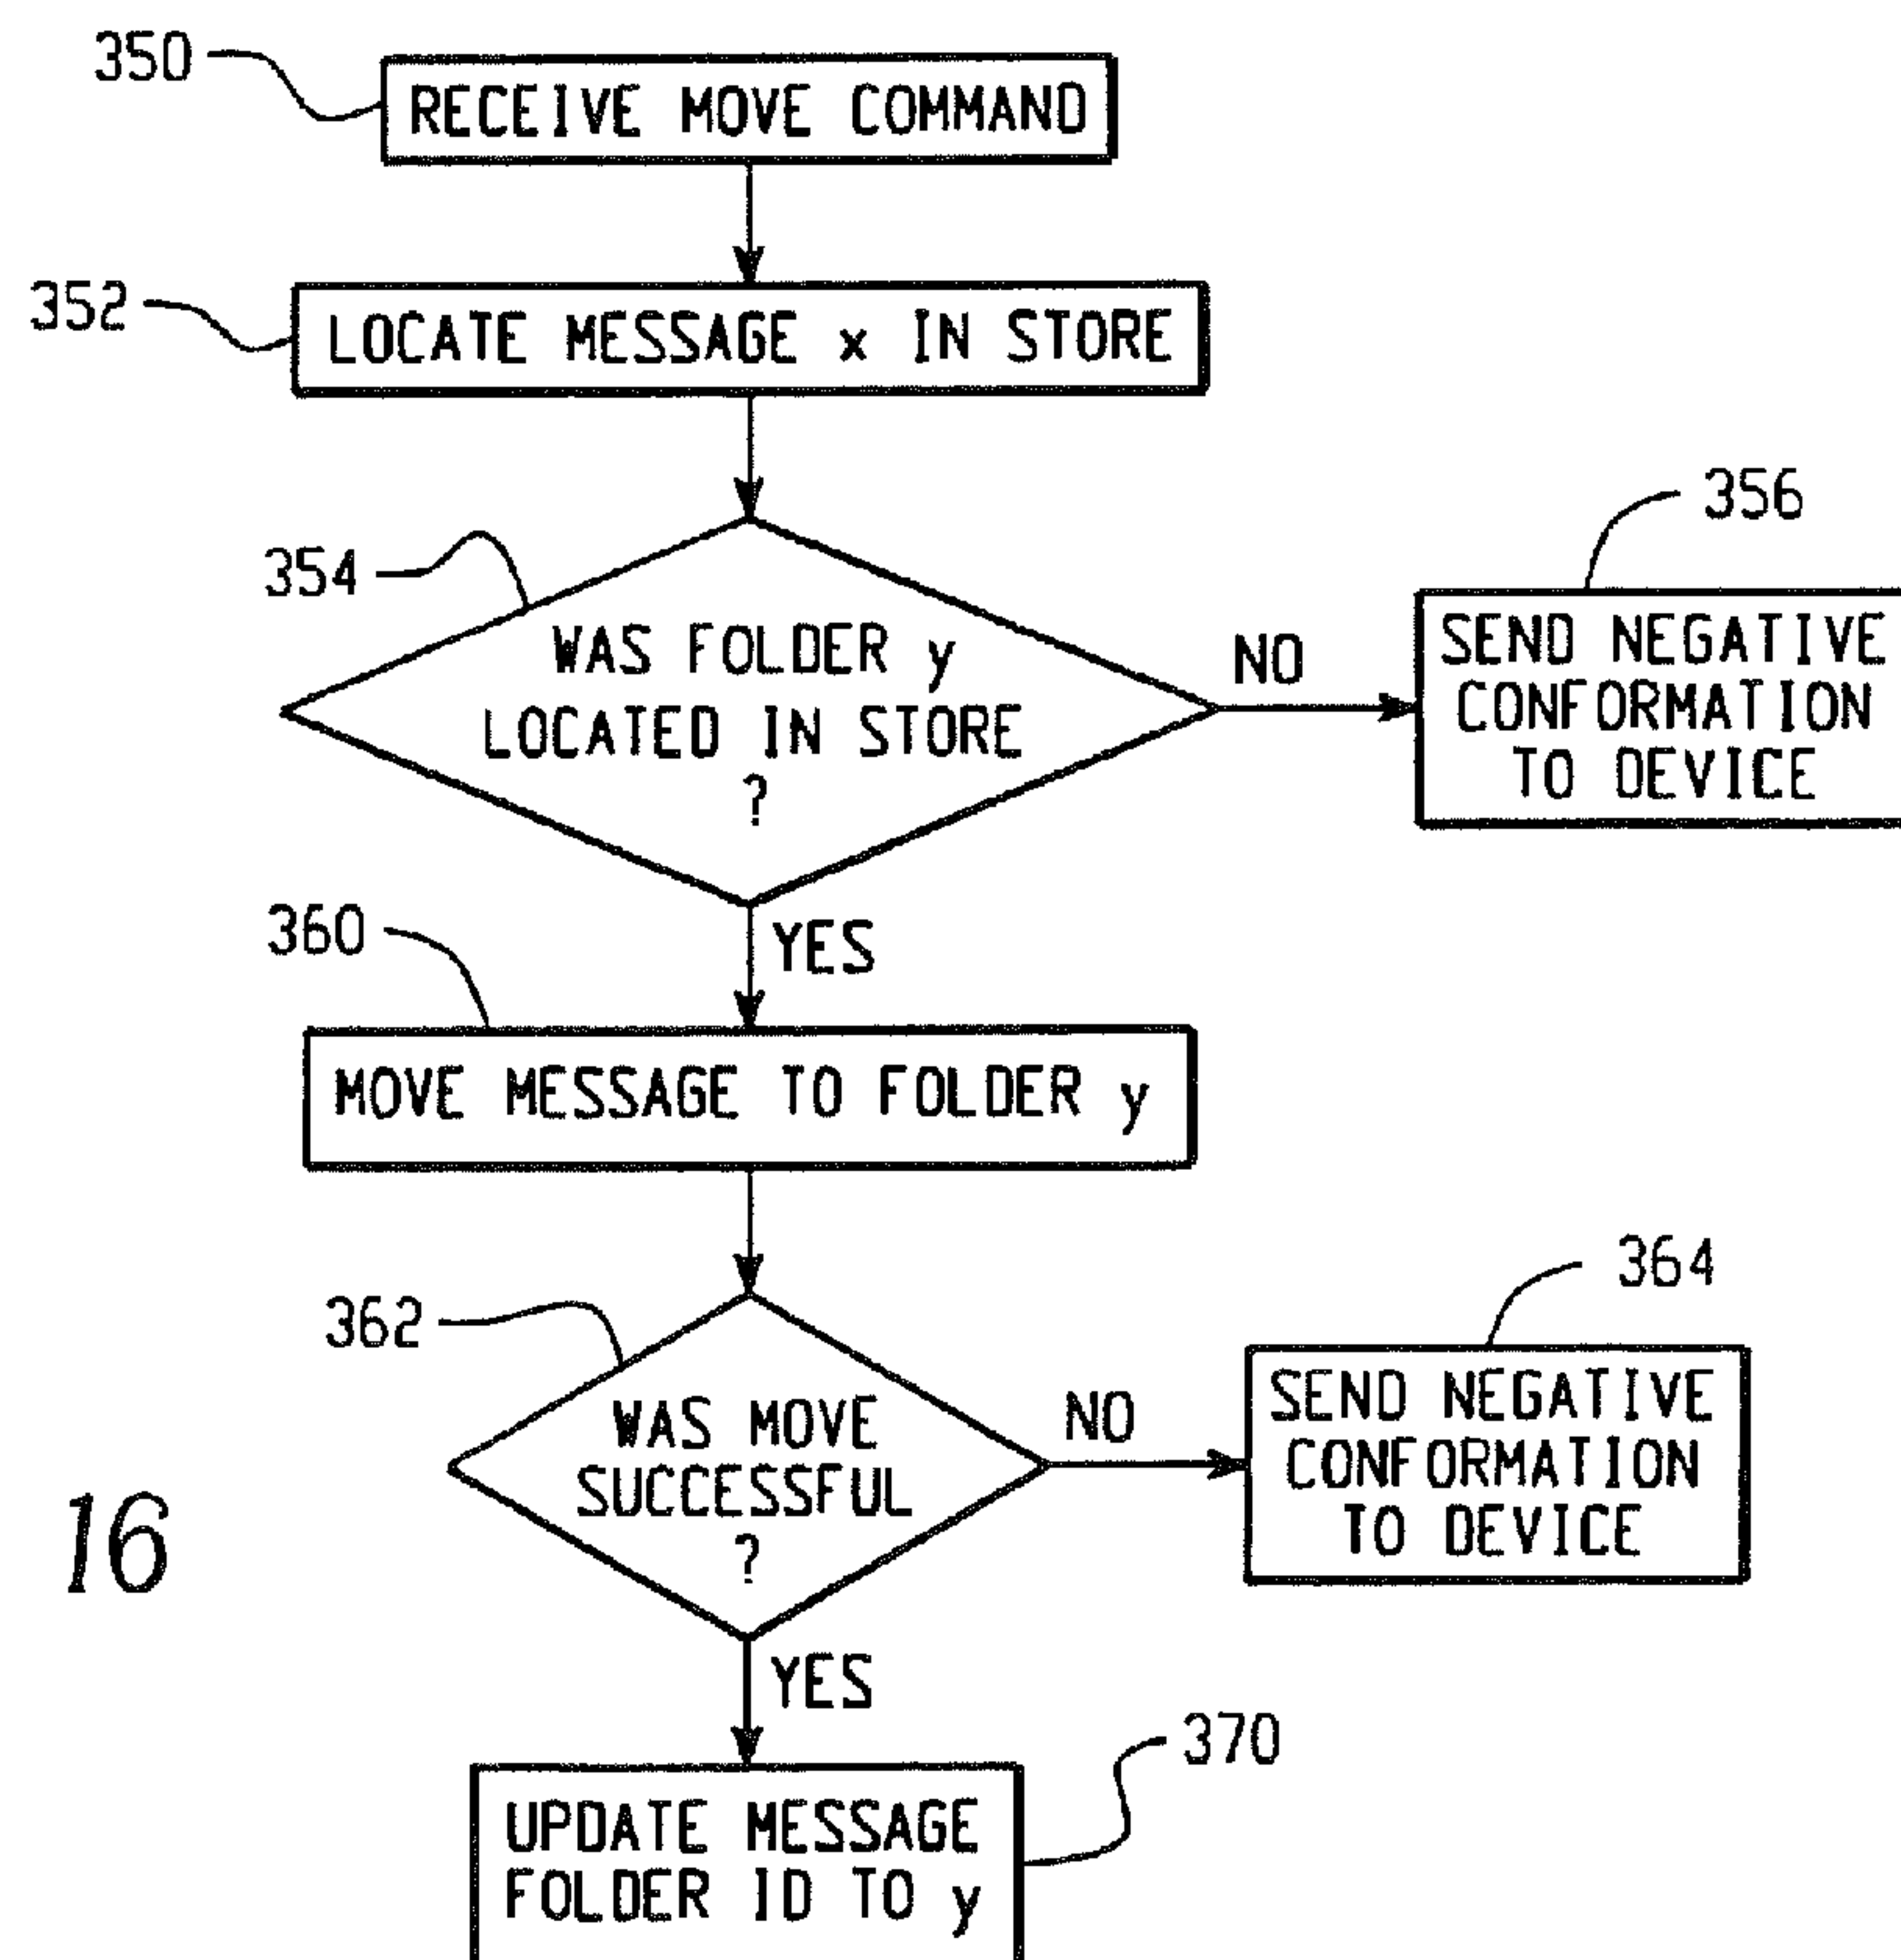 350
RECEIVE MOVE COMMAND
352
LOCATE MESSAGE x IN STORE
354
WAS FOLDER y
LOCATED IN STORE
?
NO
356
SEND NEGATIVE
CONFORMATION
TO DEVICE
YES
360
MOVE MESSAGE TO FOLDER y
362
WAS MOVE
SUCCESSFUL
?
NO
364
SEND NEGATIVE
CONFORMATION
TO DEVICE
16
YES
370
UPDATE MESSAGE
FOLDER ID TO y